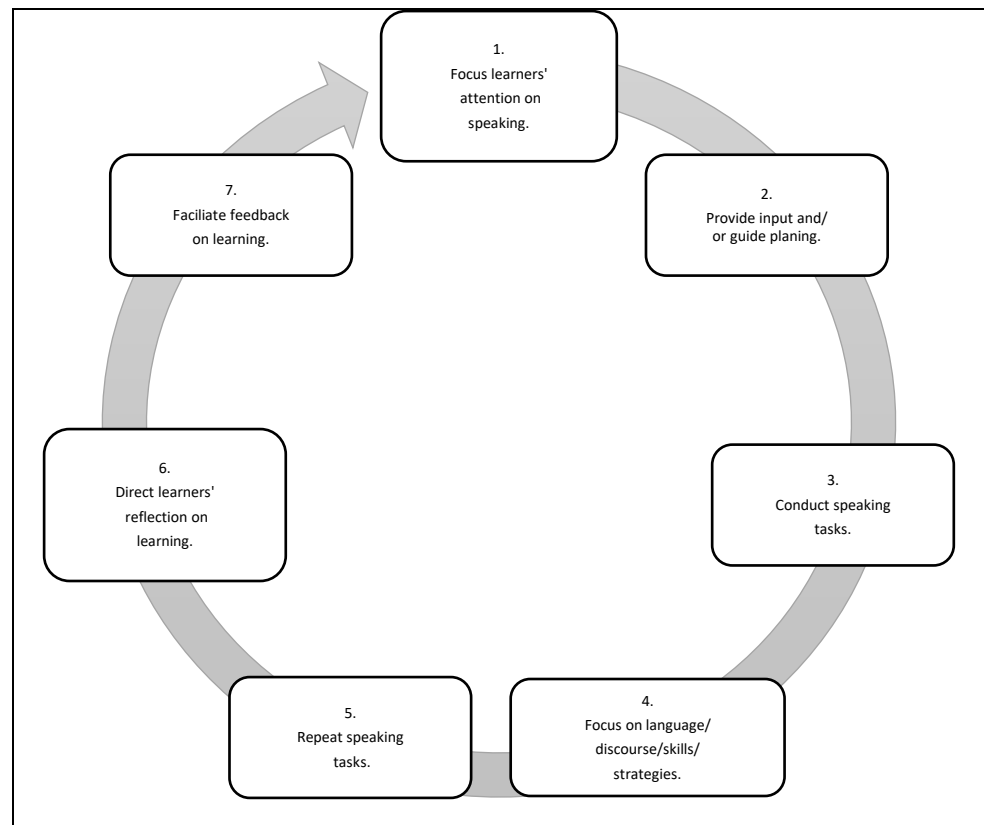 1.
Focus learners'
attention on
speaking.
2.
Provide input and/
or guide planing.
3.
Conduct speaking
tasks.
4.
Focus on language/
discourse/skills/
strategies.
5.
Repeat speaking
tasks.
6.
Direct learners'
reflection on
learning.
7.
Faciliate feedback
on learning.